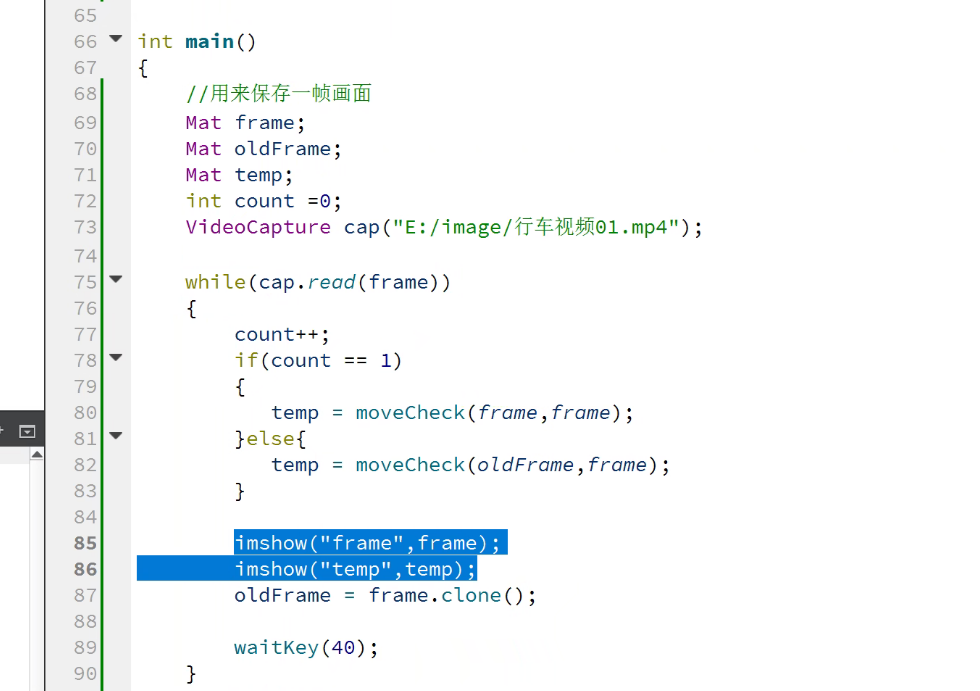 65
66 int main()
67 {
68 //用来保存一帧画面
69 Mat frame;
70 Mat oldFrame;
71 Mat temp;
72 int count =0;
73 VideoCapture cap("E:/image/行车视频01.mp4");
74
75 while(cap.read(frame))
76 {
77 count++;
78 if(count == 1)
79 {
80 temp = moveCheck(frame,frame);
81 }else{
82 temp = moveCheck(oldFrame,frame);
83 }
84
85 imshow("frame",frame);
86 imshow("temp",temp);
87 oldFrame = frame.clone();
88
89 waitKey(40);
90 }